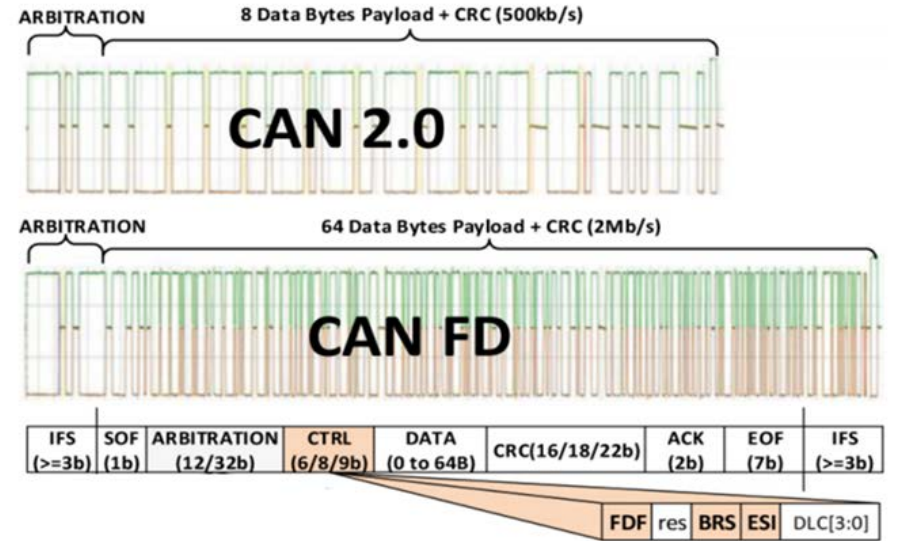 ARBITRATION
8 Data Bytes Payload + CRC (500kb/s)
CAN 2.0
ARBITRATION
64 Data Bytes Payload + CRC (2Mb/s)
CAN FD
IFS SOF ARBITRATION CTRL DATA CRC(16/18/22b) ACK EOF IFS
(>=3b) (1b) (12/32b) (6/8/9b) (0 to 64B) (2b) (7b) (>=3b)
FDF res BRS ESI DLC[3:0]